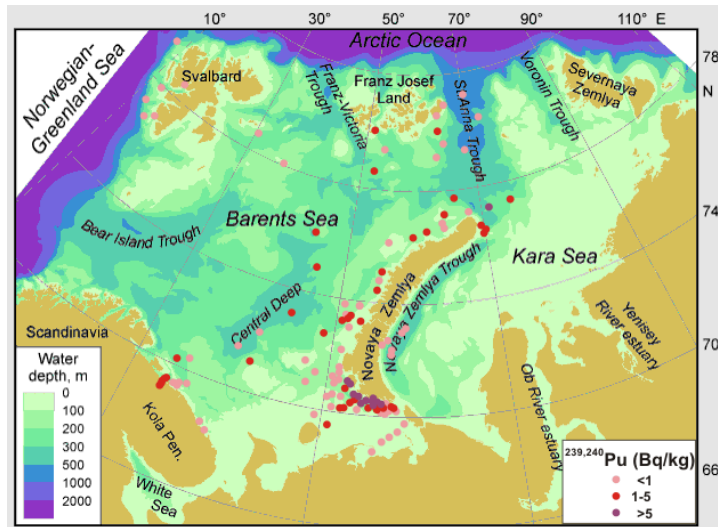 10° 30° 50° 70° 90° 110° E
Arctic Ocean
78
N
74
70
66
Norwegian-
Greenland Sea
Svalbard
Franz-Victoria
Trough
Franz Josef
Land
St. Anna Trough
Voronin Trough
Severnaya
Zemlya
Bear Island Trough
Barents Sea
Kara Sea
Central Deep
Novaya Zemlya
Novaya Zemlya Trough
Scandinavia
Kola Pen.
White
Sea
Ob River estuary
Yenisey
River estuary
Water
depth, m
0
100
200
300
500
1000
2000
239,240Pu (Bq/kg)
<1
1-5
>5